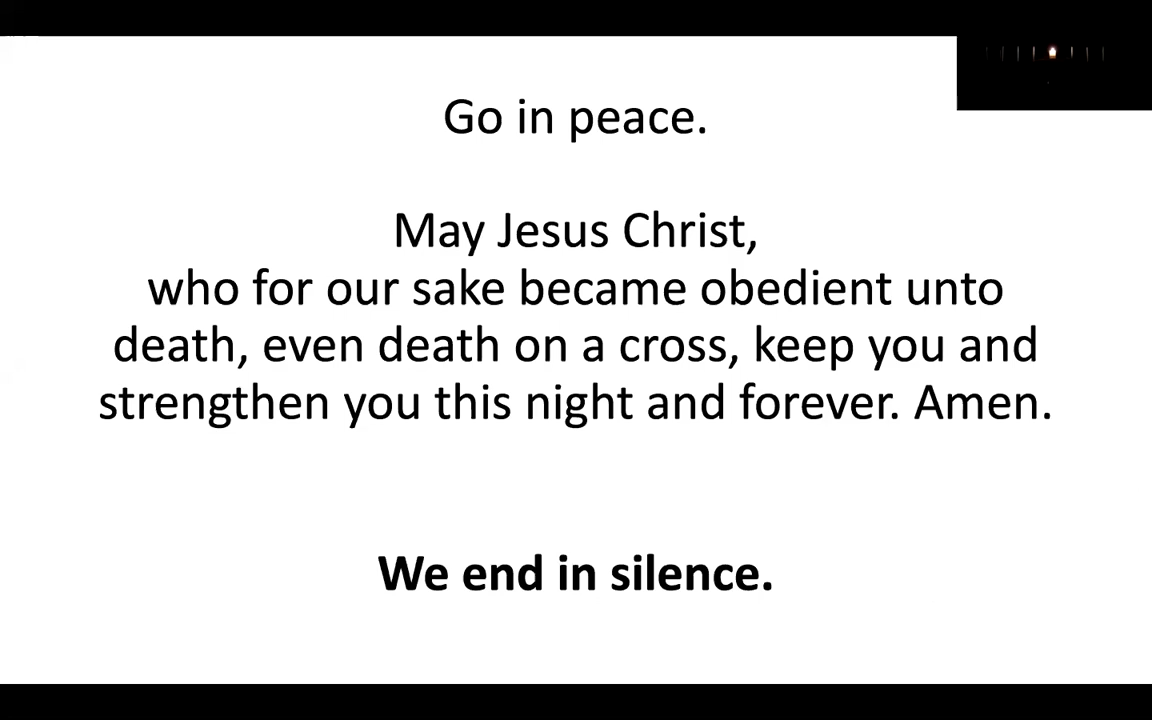 Go in peace.
May Jesus Christ,
who for our sake became obedient unto
death, even death on a cross, keep you and
strengthen you this night and forever. Amen.
We end in silence.